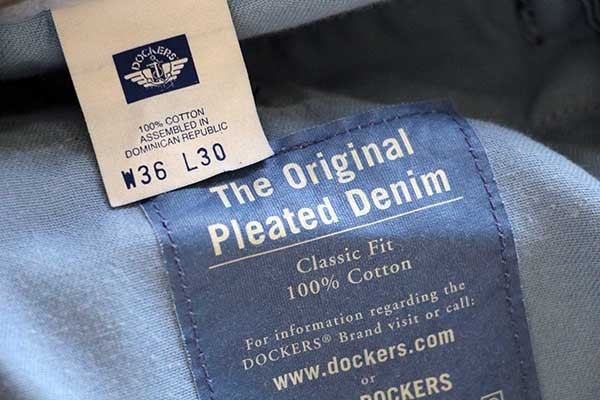 DOCKERS
100% COTTON
ASSEMBLED IN
DOMINICAN REPUBLIC
W36 L30
The Original
Pleated Denim
Classic Fit
100% Cotton
For information regarding the
DOCKERS® Brand visit or call:
www.dockers.com
or
DOCKERS